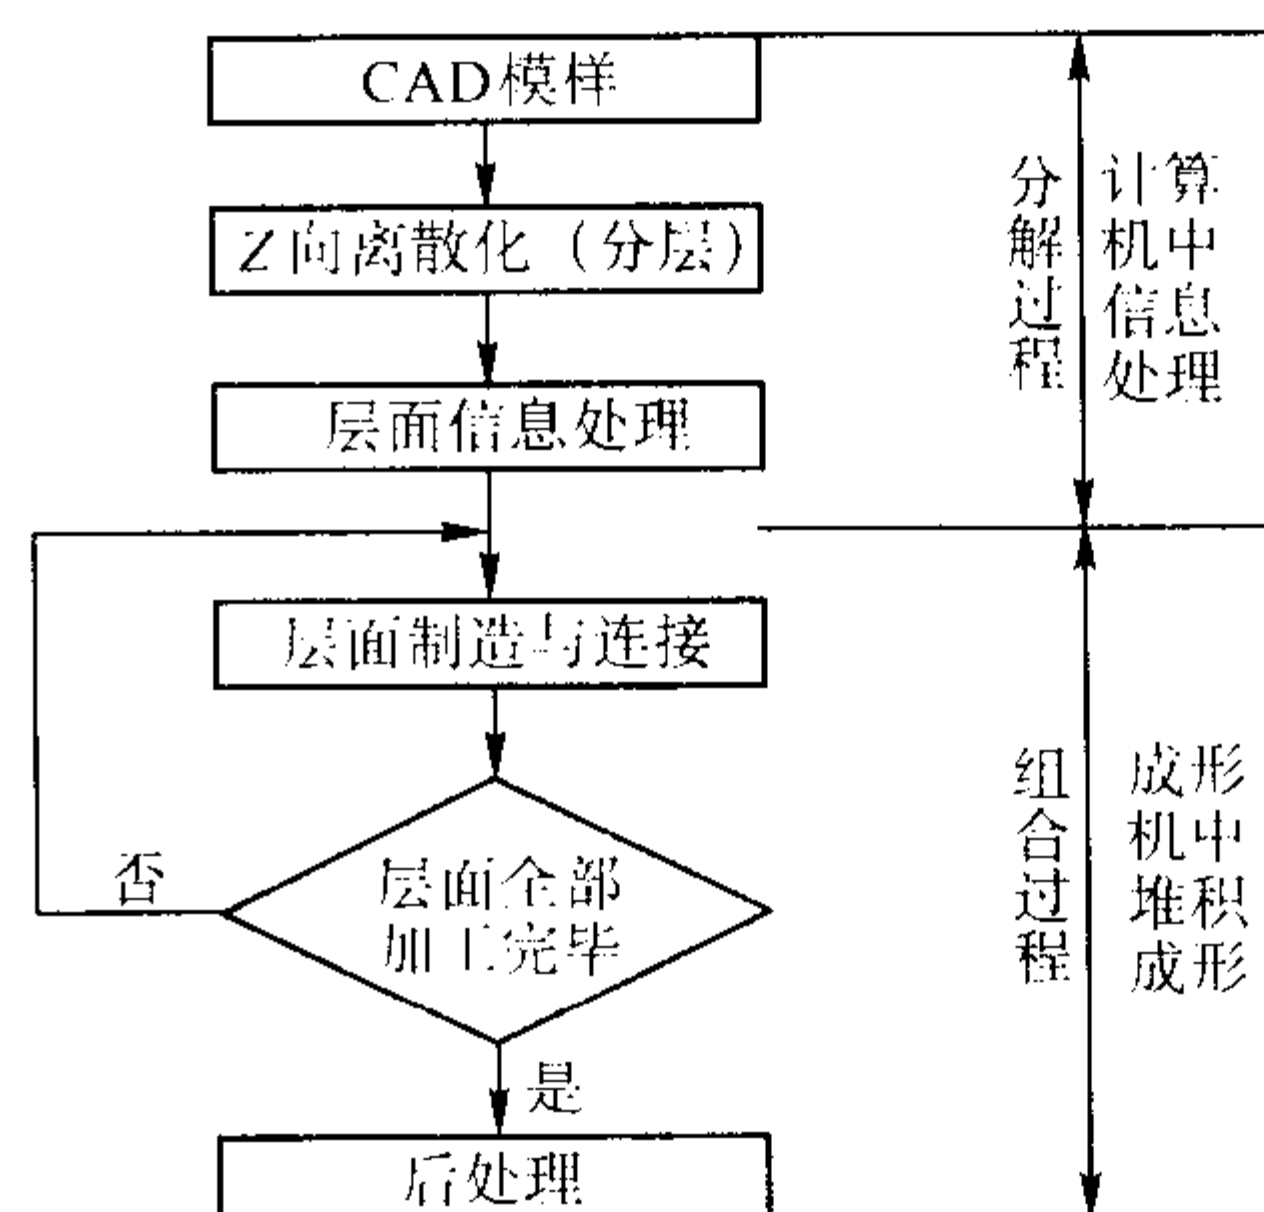 CAD模样
Z向离散化（分层）
层面信息处理
层面制造与连接
层面全部
加工完毕
否
是
后处理
分解过程
计算
机中
信息
处理
组合过程
成形
机中
堆积
成形